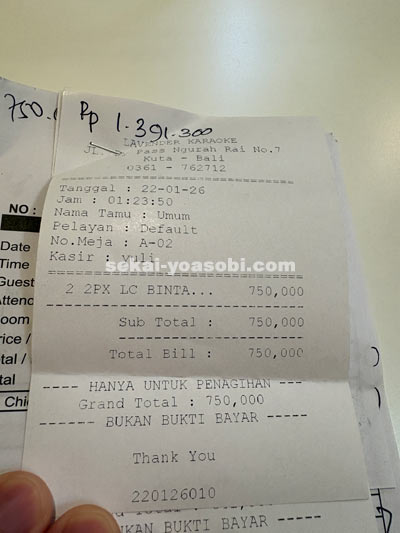 750.
Rp 1.391.300
LAVENDER KARAOKE
JL. Pass Ngurah Rai No.7
Kuta - Bali
0361 - 762712
Tanggal : 22-01-26
Jam : 01:23:50
Nama Tamu : Umum
Pelayan : Default
No.Meja : A-02
Kasir : yuli
sekai-yoasobi.com
2 2PX LC BINTA... 750,000
Sub Total : 750,000
Total Bill : 750,000
----- HANYA UNTUK PENAGIHAN ---
Grand Total : 750,000
------ BUKAN BUKTI BAYAR -----
Thank You
220126010
BUKAN BUKTI BAYAR -----
NO :
Date
Time
Guest